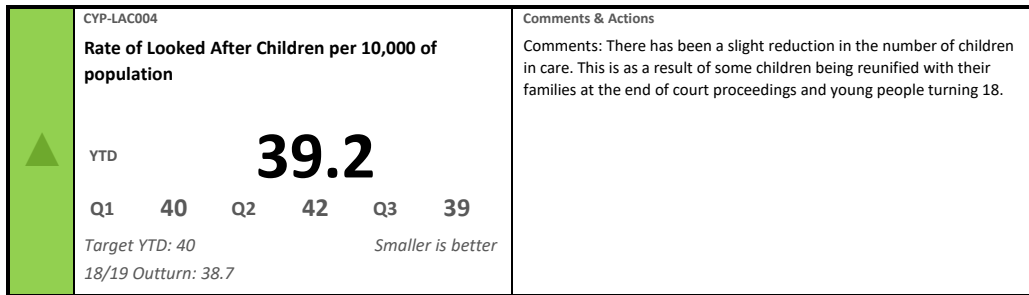 CYP-LAC004
Rate of Looked After Children per 10,000 of
population
YTD 39.2
Q1 40 Q2 42 Q3 39
Target YTD: 40 Smaller is better
18/19 Outturn: 38.7
Comments & Actions
Comments: There has been a slight reduction in the number of children
in care. This is as a result of some children being reunified with their
families at the end of court proceedings and young people turning 18.